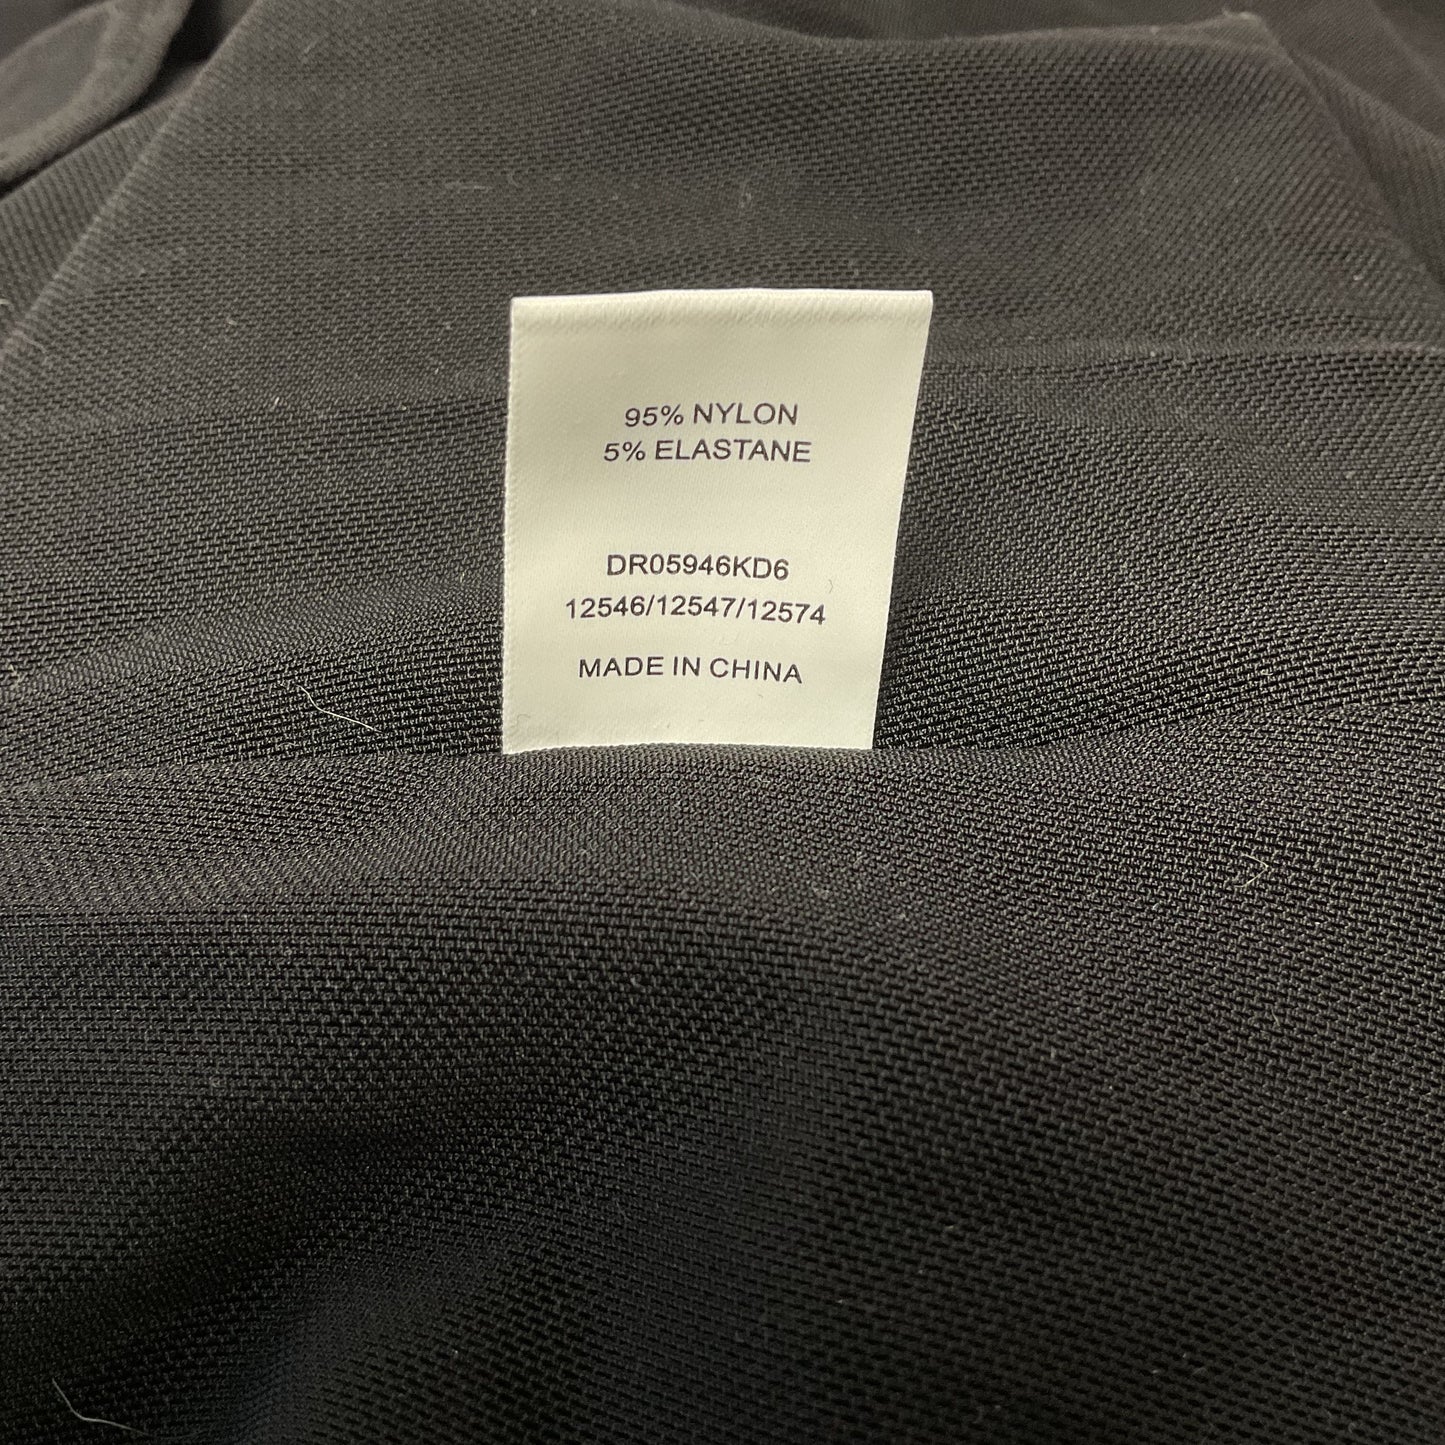 95% NYLON
5% ELASTANE
DR05946KD6
12546/12547/12574
MADE IN CHINA